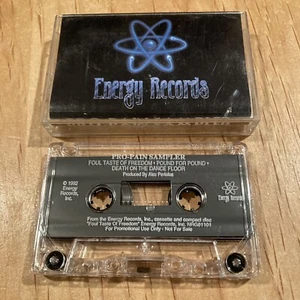 Energy Records
PRO-PAIN SAMPLER
FOUL TASTE OF FREEDOM • POUND FOR POUND •
DEATH ON THE DANCE FLOOR
Produced by Alex Perialas
© 1992
Energy
Records,
Inc.
Energy Records
From the Energy Records, Inc., cassette and compact disc
"Foul Taste Of Freedom" Energy Records, Inc. NRG81101
For Promotional Use Only - Not For Sale